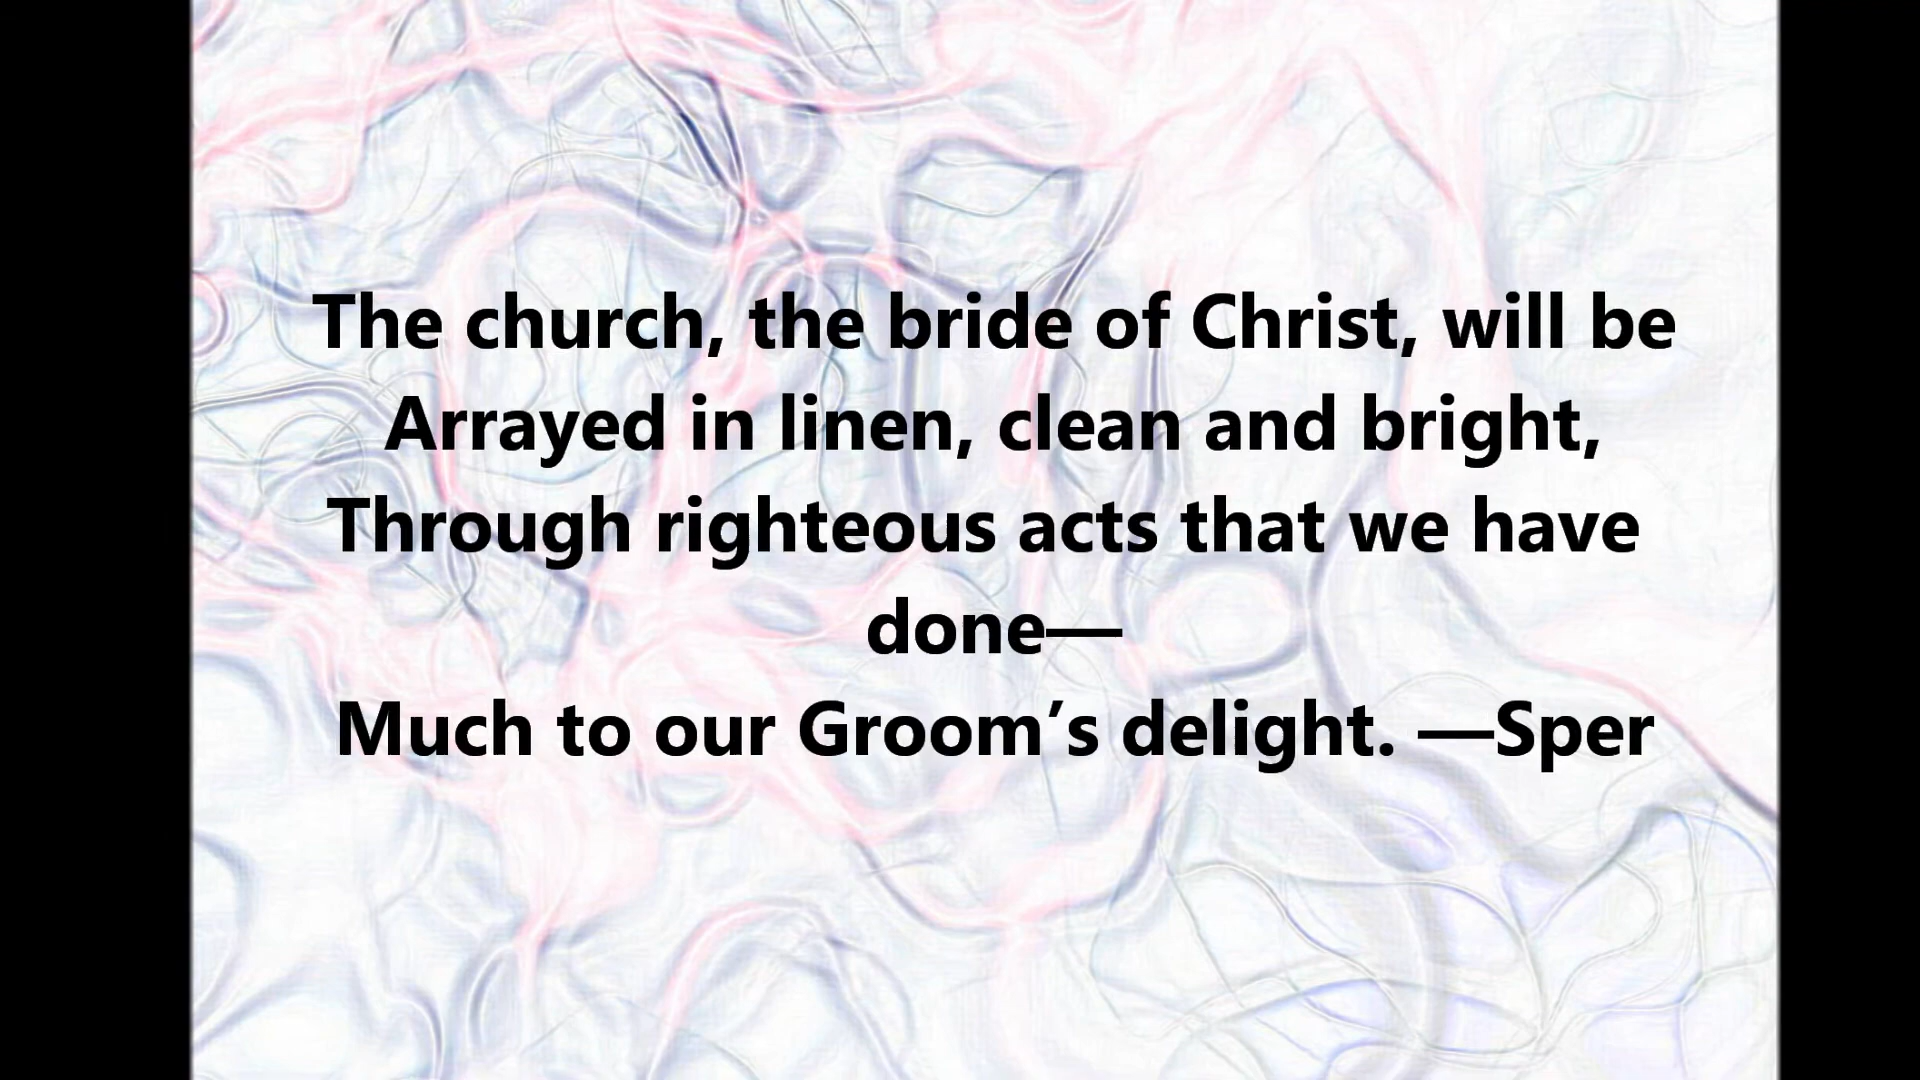 The church, the bride of Christ, will be
Arrayed in linen, clean and bright,
Through righteous acts that we have
done—
Much to our Groom’s delight. —Sper